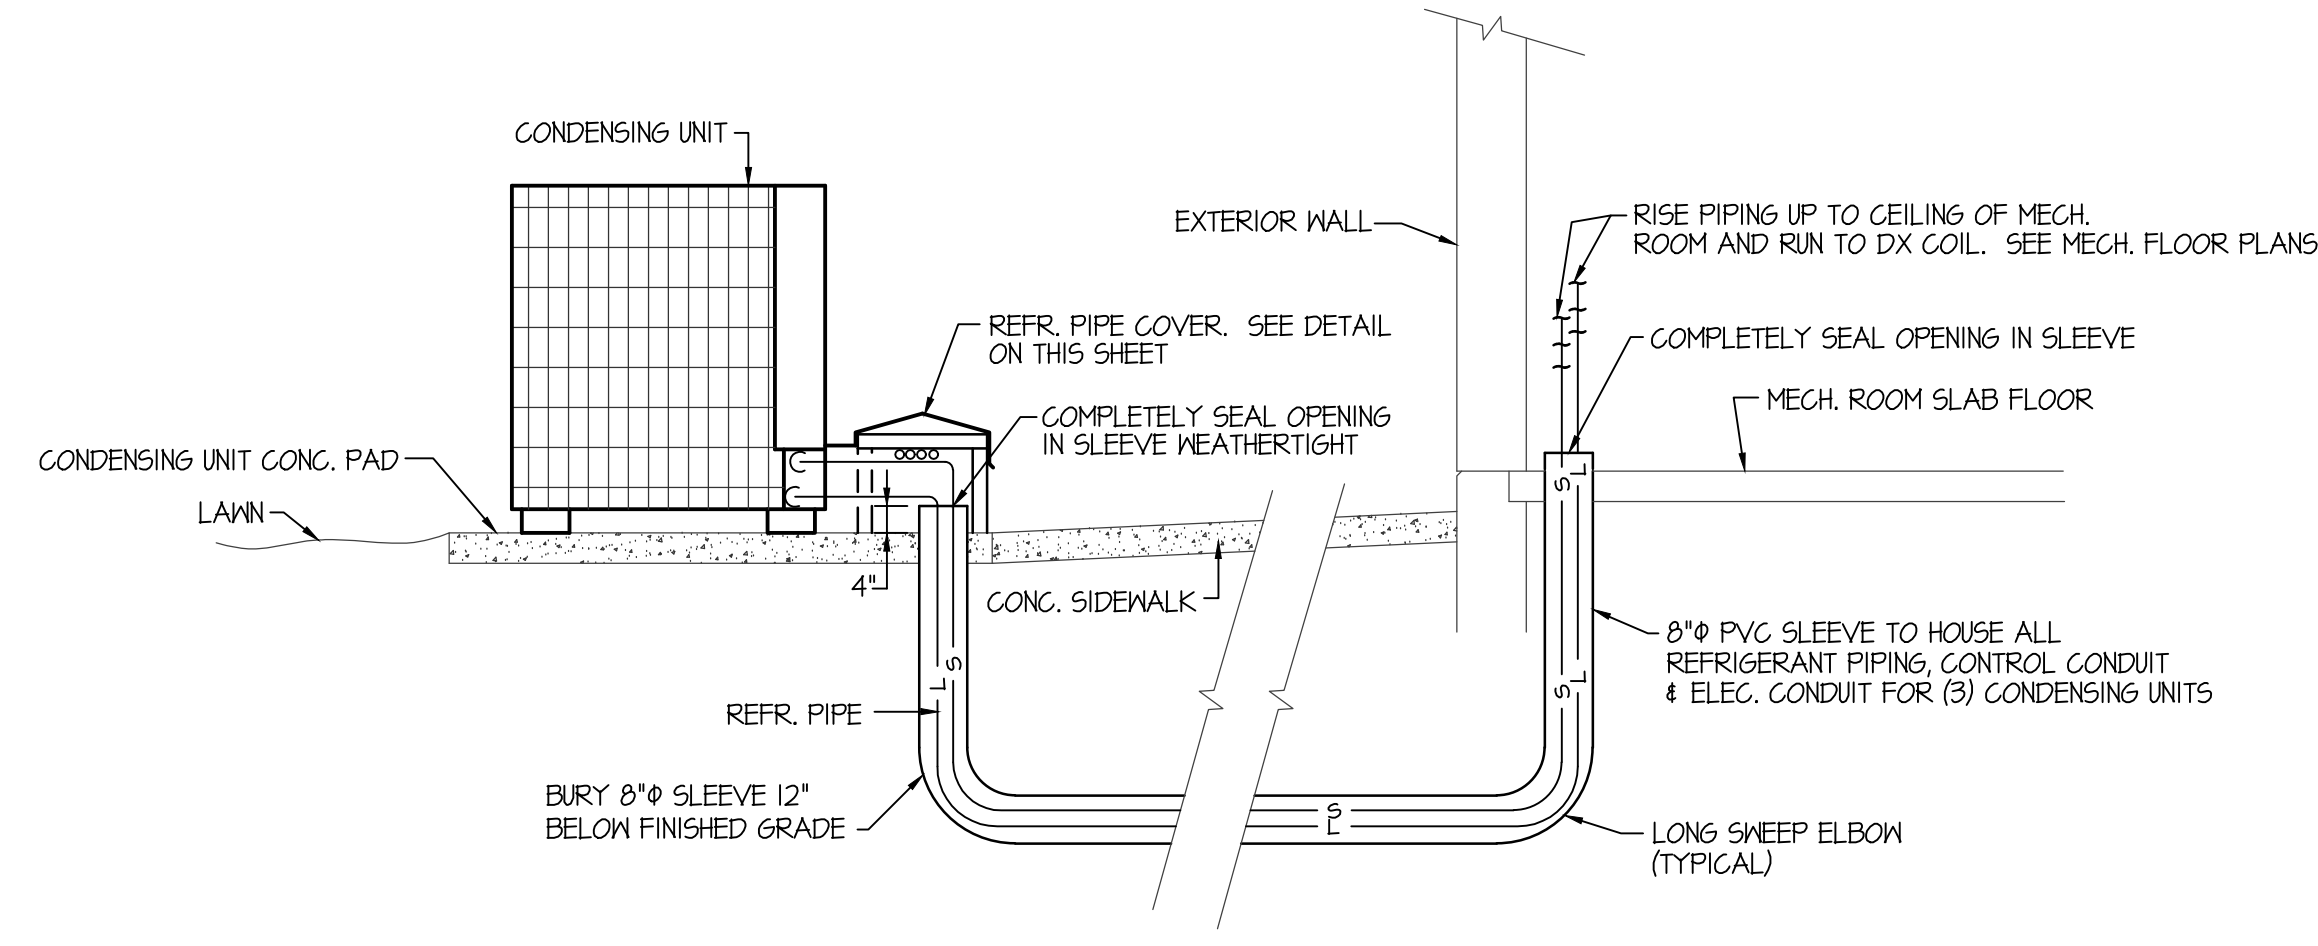 CONDENSING UNIT
RISE PIPING UP TO CEILING OF MECH.
ROOM AND RUN TO DX COIL. SEE MECH. FLOOR PLANS
EXTERIOR WALL
REFR. PIPE COVER. SEE DETAIL
ON THIS SHEET
COMPLETELY SEAL OPENING IN SLEEVE
MECH. ROOM SLAB FLOOR
COMPLETELY SEAL OPENING
IN SLEEVE WEATHERTIGHT
CONDENSING UNIT CONC. PAD
LAWN
S
L
4"
CONC. SIDEWALK
8"Φ PVC SLEEVE TO HOUSE ALL
REFRIGERANT PIPING, CONTROL CONDUIT
& ELEC. CONDUIT FOR (3) CONDENSING UNITS
L
S
S
L
REFR. PIPE
BURY 8"Φ SLEEVE 12"
BELOW FINISHED GRADE
S
L
LONG SWEEP ELBOW
(TYPICAL)